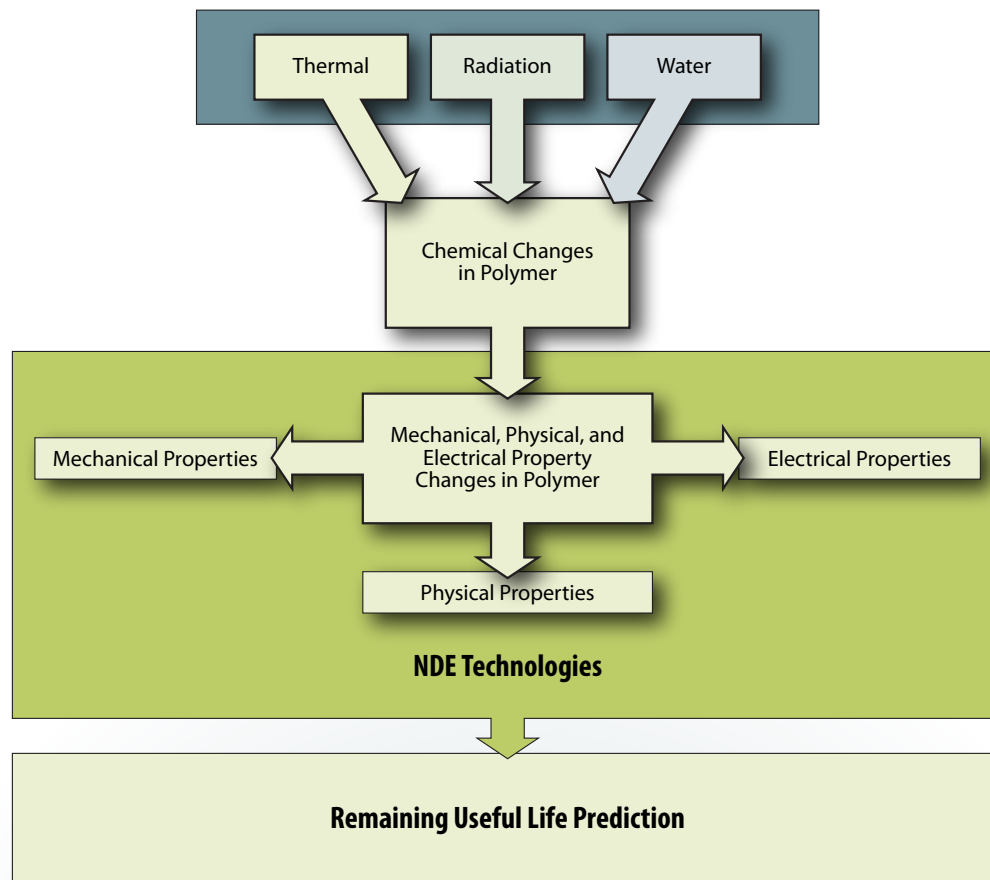 Thermal
Radiation
Water
Chemical Changes
in Polymer
Mechanical Properties
Mechanical, Physical, and
Electrical Property
Changes in Polymer
Electrical Properties
Physical Properties
NDE Technologies
Remaining Useful Life Prediction